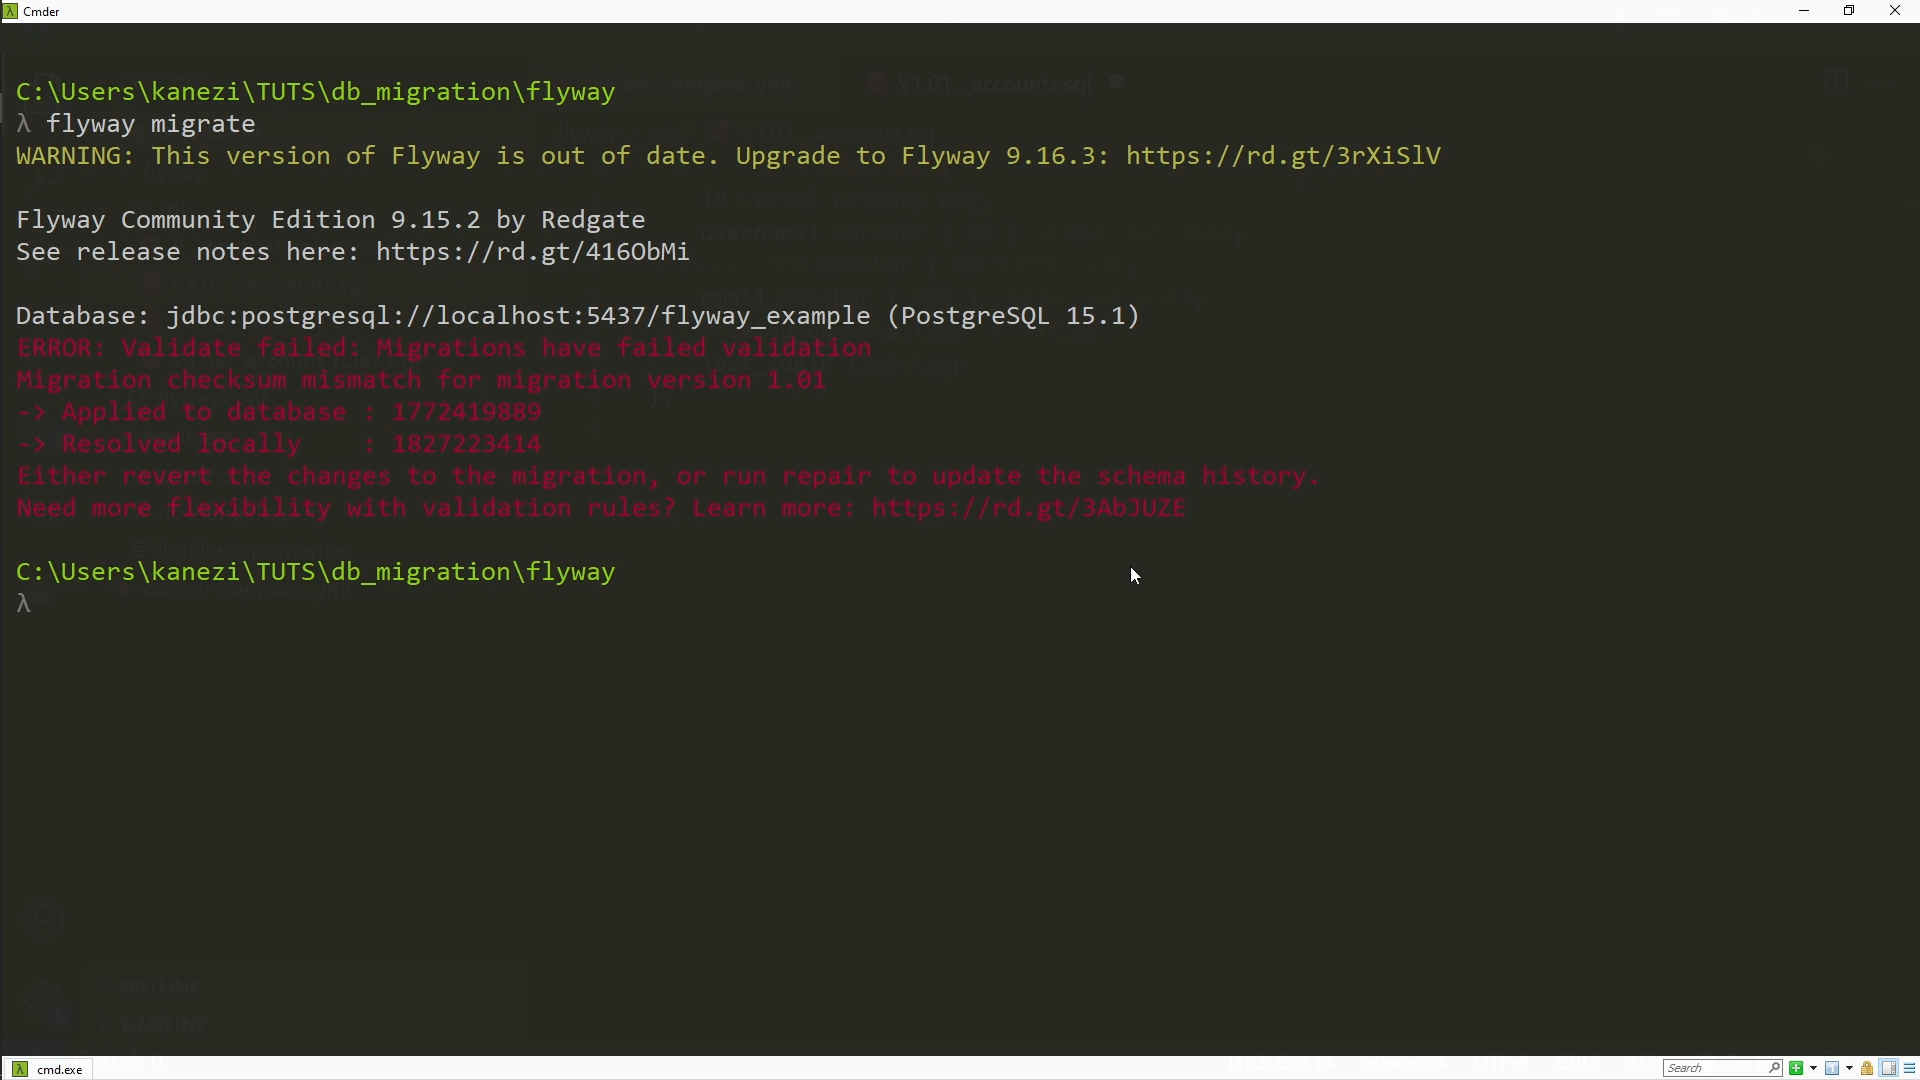 Cmder
C:\Users\kanezi\TUTS\db_migration\flyway
λ flyway migrate
WARNING: This version of Flyway is out of date. Upgrade to Flyway 9.16.3: https://rd.gt/3rXiSlV
Flyway Community Edition 9.15.2 by Redgate
See release notes here: https://rd.gt/416ObMi
Database: jdbc:postgresql://localhost:5437/flyway_example (PostgreSQL 15.1)
ERROR: Validate failed: Migrations have failed validation
Migration checksum mismatch for migration version 1.01
-> Applied to database : 1772419889
-> Resolved locally    : 1827223414
Either revert the changes to the migration, or run repair to update the schema history.
Need more flexibility with validation rules? Learn more: https://rd.gt/3AbJUZE
C:\Users\kanezi\TUTS\db_migration\flyway
λ
OUTLINE
TIMELINE
cmd.exe
Search